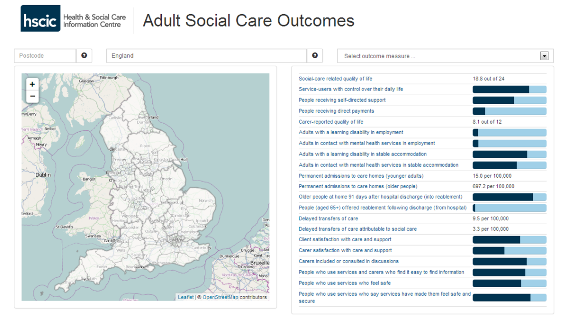 hscic
Health & Social Care
Information Centre
Adult Social Care Outcomes
Postcode
England
Select outcome measure ...
+
−
Dublin
Leaflet | © OpenStreetMap contributors
Social-care related quality of life 18.8 out of 24
Service-users with control over their daily life
People receiving self-directed support
People receiving direct payments
Carer-reported quality of life 8.1 out of 12
Adults with a learning disability in employment
Adults in contact with mental health services in employment
Adults with a learning disability in stable accommodation
Adults in contact with mental health services in stable accommodation
Permanent admissions to care homes (younger adults) 15.0 per 100,000
Permanent admissions to care homes (older people) 697.2 per 100,000
Older people at home 91 days after hospital discharge (into reablement)
People (aged 65+) offered reablement following discharge (from hospital)
Delayed transfers of care 9.5 per 100,000
Delayed transfers of care attributable to social care 3.3 per 100,000
Client satisfaction with care and support
Carer satisfaction with care and support
Carers included or consulted in discussions
People who use services and carers who find it easy to find information
People who use services who feel safe
People who use services who say services have made them feel safe and
secure